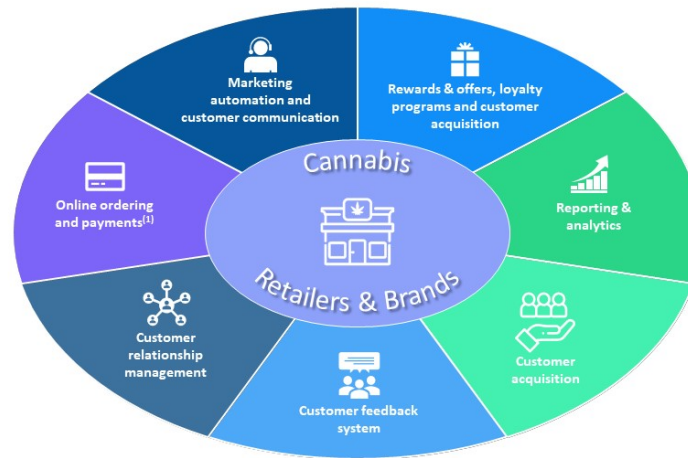 Marketing
automation and
customer communication
Rewards & offers, loyalty
programs and customer
acquisition
Online ordering
and payments(1)
Cannabis
Retailers & Brands
Reporting &
analytics
Customer
relationship
management
Customer feedback
system
Customer
acquisition